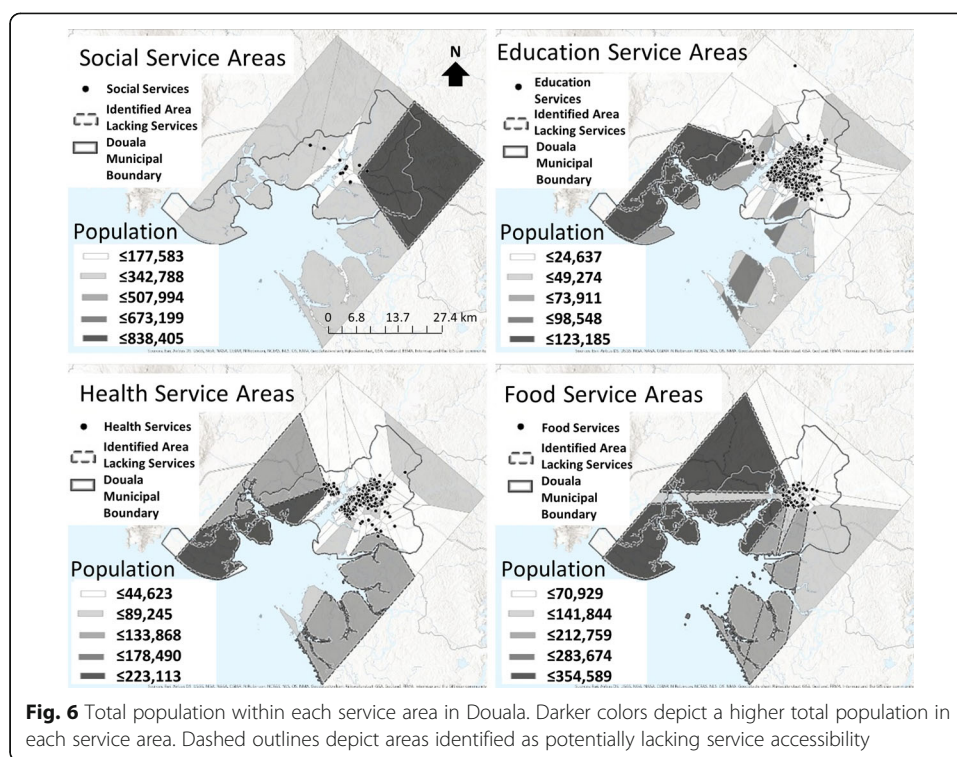 Social Service Areas
Social Services
Identified Area
Lacking Services
Douala
Municipal
Boundary
N
Population
≤177,583
≤342,788
≤507,994
≤673,199
≤838,405
0 6.8 13.7 27.4 km
Education Service Areas
Education
Services
Identified Area
Lacking Services
Douala
Municipal
Boundary
Population
≤24,637
≤49,274
≤73,911
≤98,548
≤123,185
Health Service Areas
Health Services
Identified Area
Lacking Services
Douala
Municipal
Boundary
Population
≤44,623
≤89,245
≤133,868
≤178,490
≤223,113
Food Service Areas
Food Services
Identified Area
Lacking Services
Douala
Municipal
Boundary
Population
≤70,929
≤141,844
≤212,759
≤283,674
≤354,589
Fig. 6 Total population within each service area in Douala. Darker colors depict a higher total population in
each service area. Dashed outlines depict areas identified as potentially lacking service accessibility